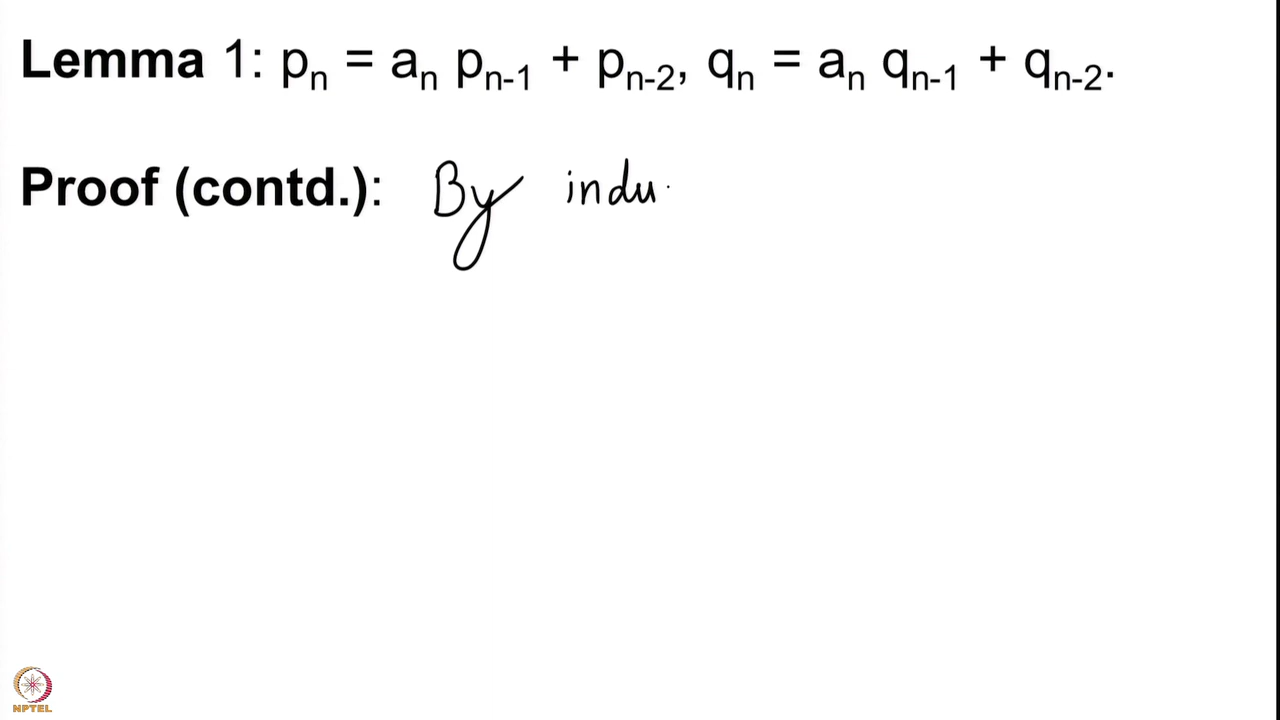 Lemma 1: pₙ = aₙ pₙ₋₁ + pₙ₋₂, qₙ = aₙ qₙ₋₁ + qₙ₋₂.
Proof (contd.): By indu
NPTEL